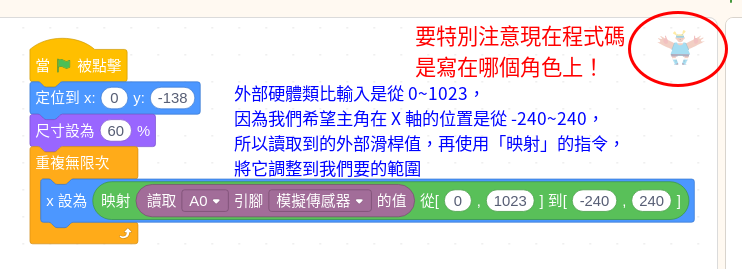 要特別注意現在程式碼
是寫在哪個角色上！
當 被點擊
定位到 x: 0 y: -138
尺寸設為 60 %
重複無限次
外部硬體類比輸入是從 0~1023，
因為我們希望主角在 X 軸的位置是從 -240~240，
所以讀取到的外部滑桿值，再使用「映射」的指令，
將它調整到我們要的範圍
x 設為 映射 讀取 A0 引腳 模擬傳感器 的值 從[ 0 , 1023 ] 到[ -240 , 240 ]